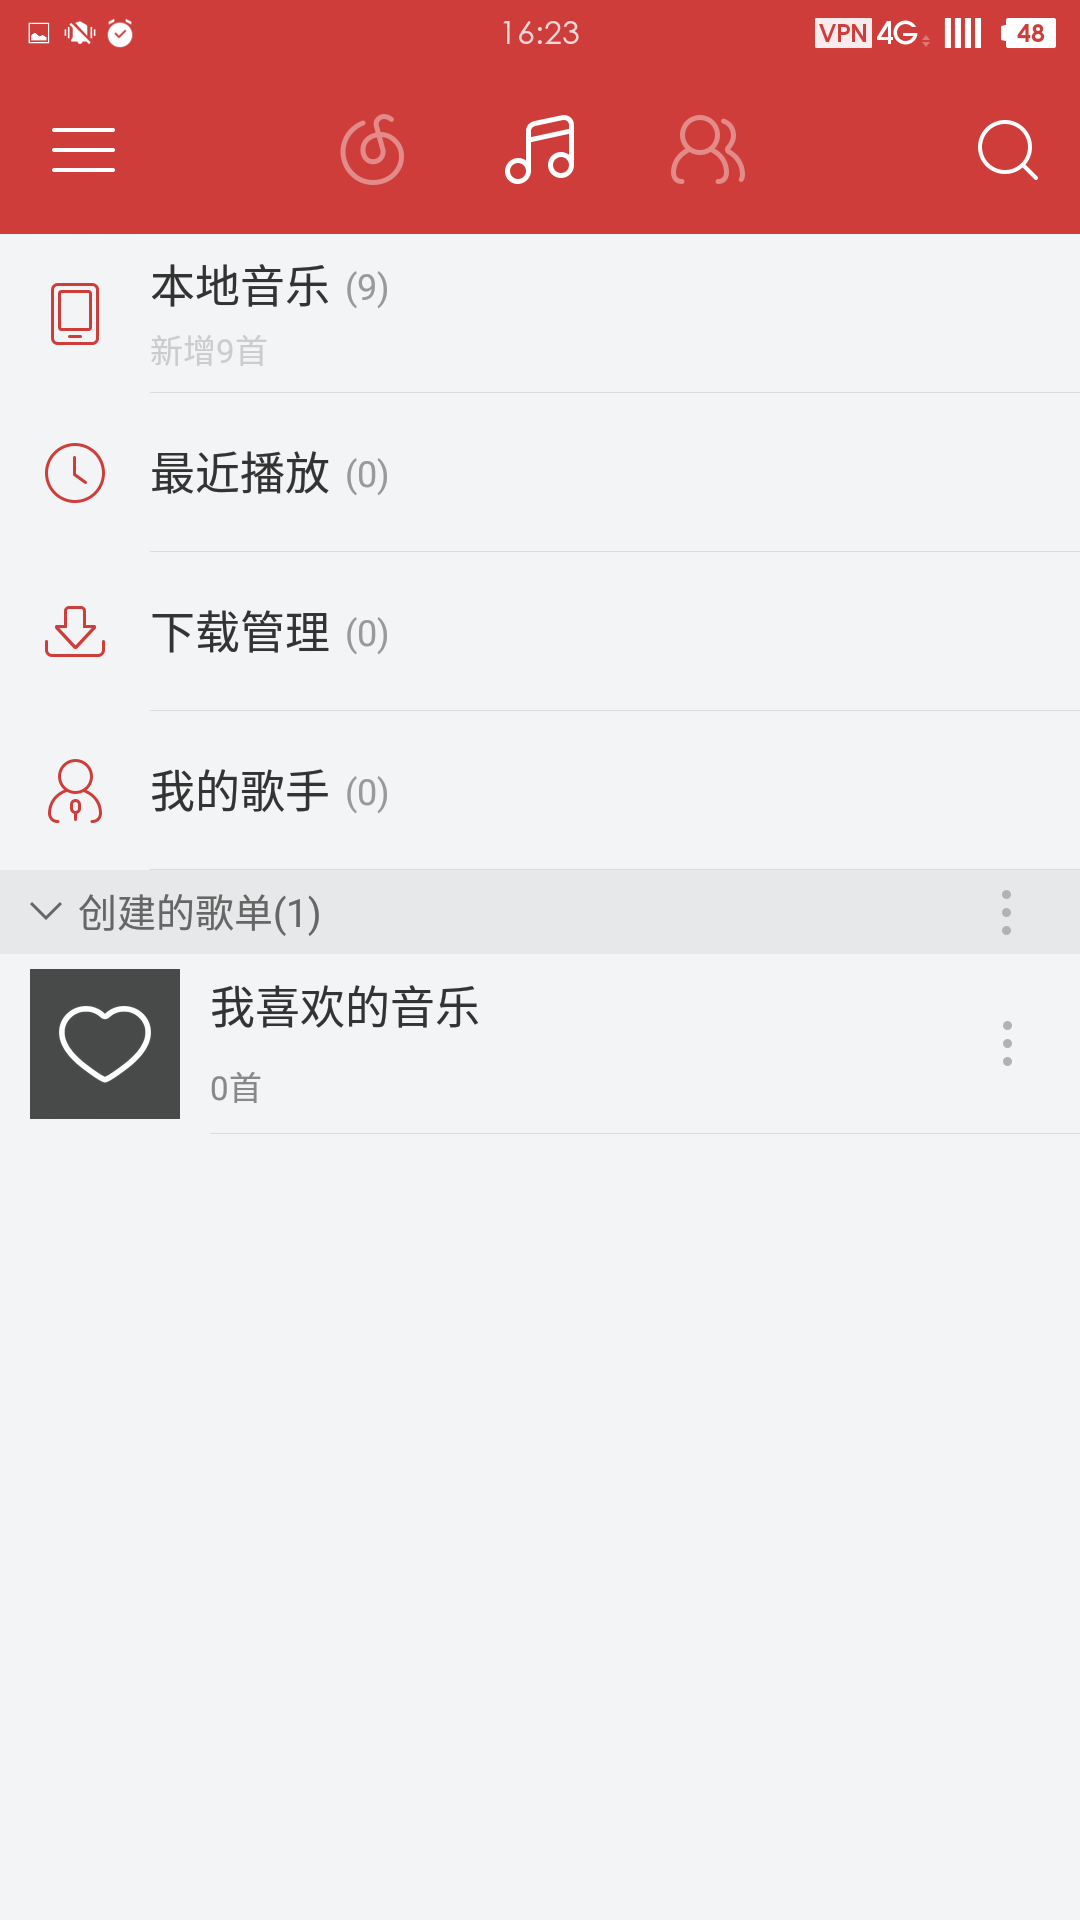 16:23
VPN 4G 48
本地音乐 (9)
新增9首
最近播放 (0)
下载管理 (0)
我的歌手 (0)
创建的歌单(1)
我喜欢的音乐
0首